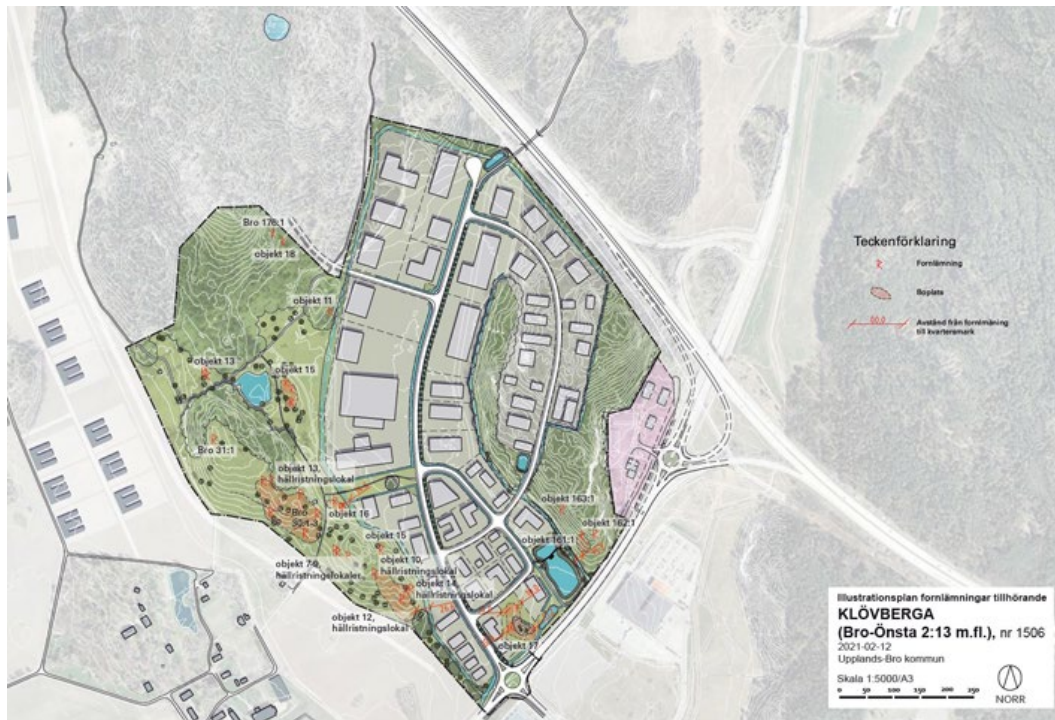 Bro 176:1
objekt 18
objekt 11
objekt 13
objekt 15
Bro 31:1
objekt 13,
hällristningslokal
objekt 16
Bro
objekt 15
objekt 7-9,
hällristningslokaler
objekt 10,
hällristningslokal
objekt 14,
hällristningslokal
objekt 12,
hällristningslokal
objekt 163:1
objekt 162:1
objekt 161:1
objekt 17
Teckenförklaring
Fornlämning
Boplats
00.0
Avstånd från fornlämning
till kvartersmark
Illustrationsplan fornlämningar tillhörande
KLÖVBERGA
(Bro-Önsta 2:13 m.fl.), nr 1506
2021-02-12
Upplands-Bro kommun
Skala 1:5000/A3
0 50 100 150 200 250
NORR